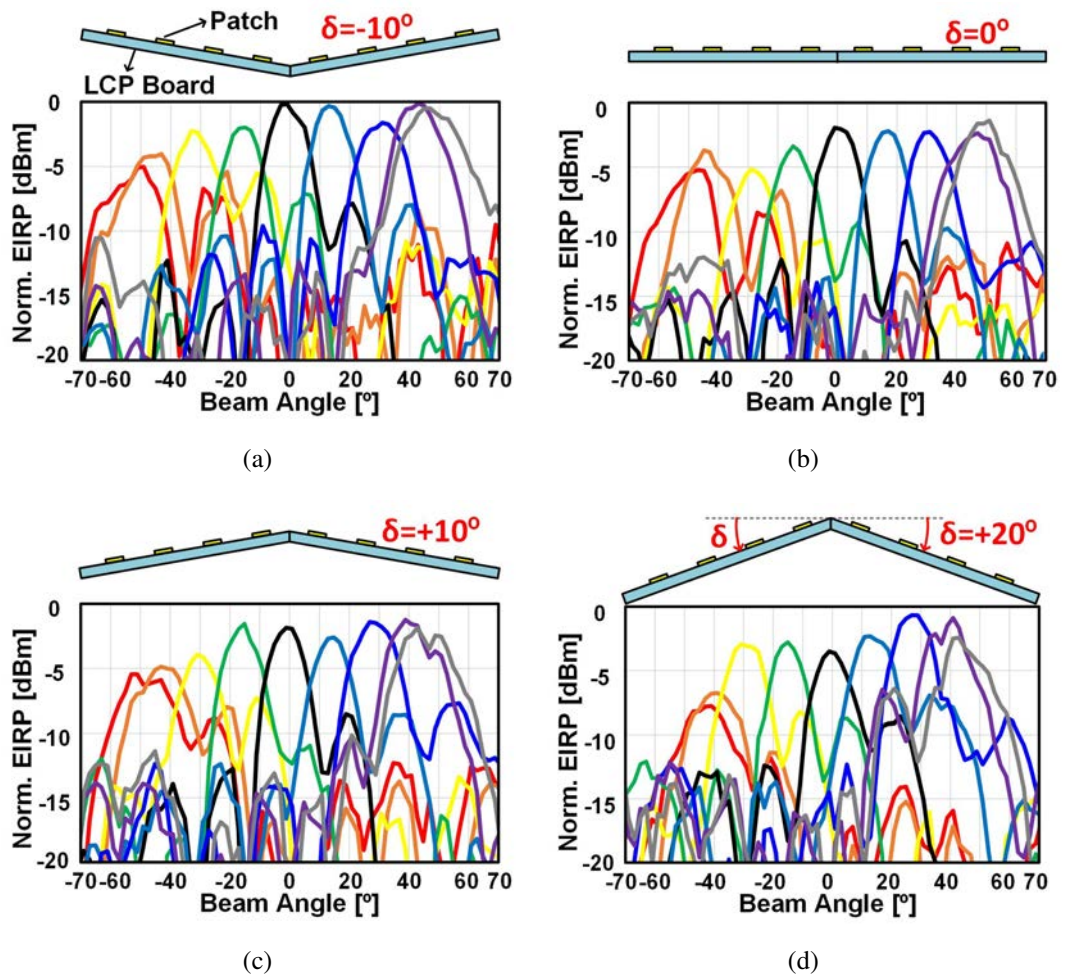 Patch
LCP Board
δ=-10°
Norm. EIRP [dBm]
0
-5
-10
-15
-20
-70 -60 -40 -20 0 20 40 60 70
Beam Angle [º]
(a)
δ=0°
Norm. EIRP [dBm]
0
-5
-10
-15
-20
-70 -60 -40 -20 0 20 40 60 70
Beam Angle [º]
(b)
δ=+10°
Norm. EIRP [dBm]
0
-5
-10
-15
-20
-70 -60 -40 -20 0 20 40 60 70
Beam Angle [º]
(c)
δ
δ=+20°
Norm. EIRP [dBm]
0
-5
-10
-15
-20
-70 -60 -40 -20 0 20 40 60 70
Beam Angle [º]
(d)